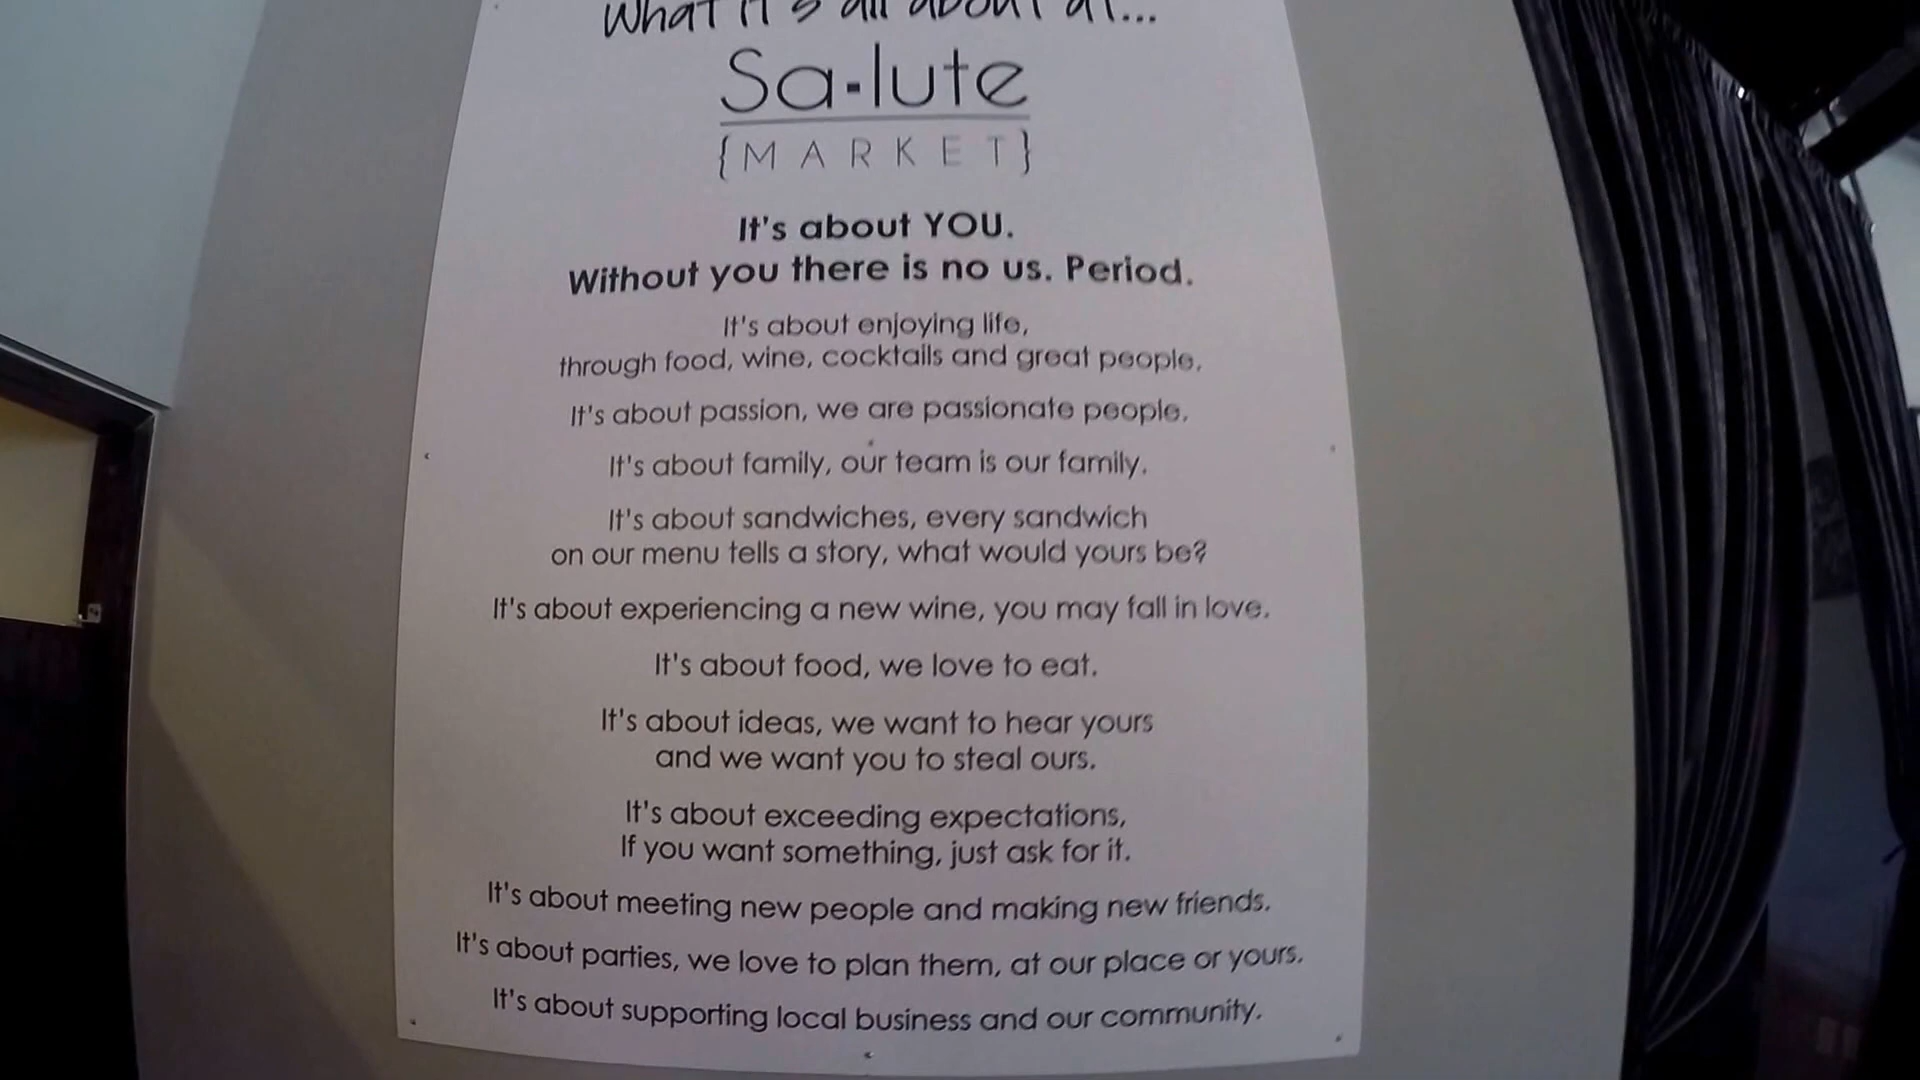 What it's all about at...
Sa-lute
{MARKET}
It's about YOU.
Without you there is no us. Period.
It's about enjoying life,
through food, wine, cocktails and great people.
It's about passion, we are passionate people.
It's about family, our team is our family.
It's about sandwiches, every sandwich
on our menu tells a story, what would yours be?
It's about experiencing a new wine, you may fall in love.
It's about food, we love to eat.
It's about ideas, we want to hear yours
and we want you to steal ours.
It's about exceeding expectations,
If you want something, just ask for it.
It's about meeting new people and making new friends.
It's about parties, we love to plan them, at our place or yours.
It's about supporting local business and our community.